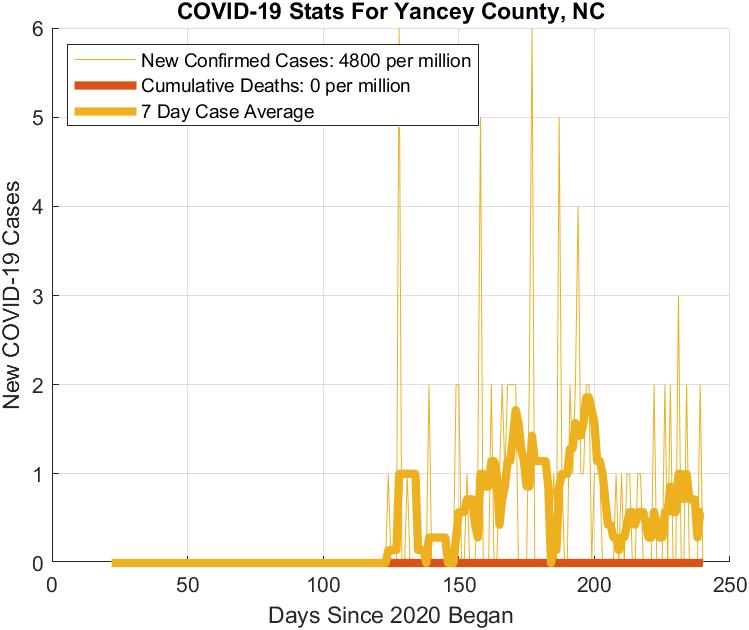 COVID-19 Stats For Yancey County, NC
6
5
4
3
2
1
0
New COVID-19 Cases
New Confirmed Cases: 4800 per million
Cumulative Deaths: 0 per million
7 Day Case Average
0 50 100 150 200 250
Days Since 2020 Began